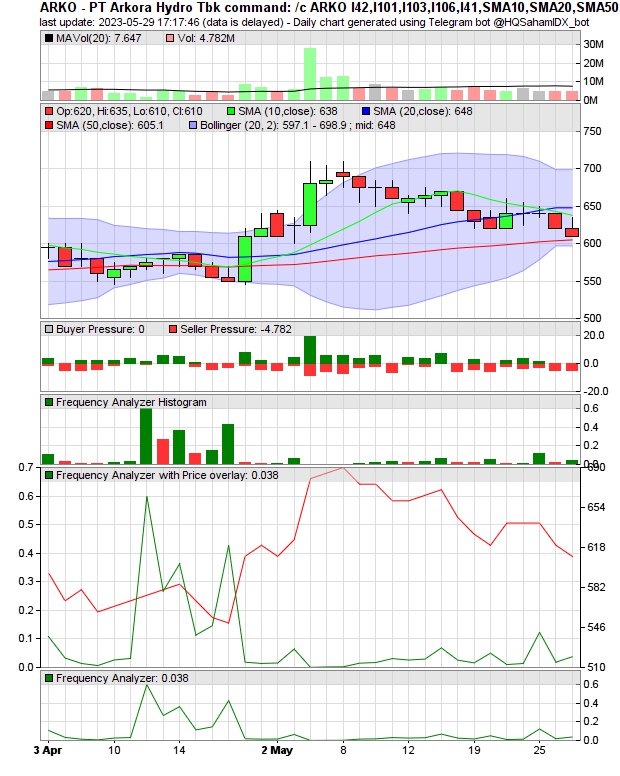 ARKO - PT Arkora Hydro Tbk command: /c ARKO I42,I101,I103,I106,I41,SMA10,SMA20,SMA50
last update: 2023-05-29 17:17:46 (data is delayed) - Daily chart generated using Telegram bot @HQSahamIDX_bot
MAVol(20): 7.647 Vol: 4.782M
30M
20M
10M
0M
Op:620, Hi:635, Lo:610, Cl:610 SMA (10,close): 638 SMA (20,close): 648
SMA (50,close): 605.1 Bollinger (20, 2): 597.1 - 698.9 ; mid: 648
750
700
650
600
550
500
Buyer Pressure: 0 Seller Pressure: -4.782
20.0
0.0
-20.0
Frequency Analyzer Histogram
0.6
0.4
0.2
0.0
0.7 690
Frequency Analyzer with Price overlay: 0.038
0.6 654
0.5
0.4 618
0.3 582
0.2 546
0.1
0.0 510
Frequency Analyzer: 0.038
0.6
0.4
0.2
0.0
3 Apr 10 14 2 May 8 12 19 25